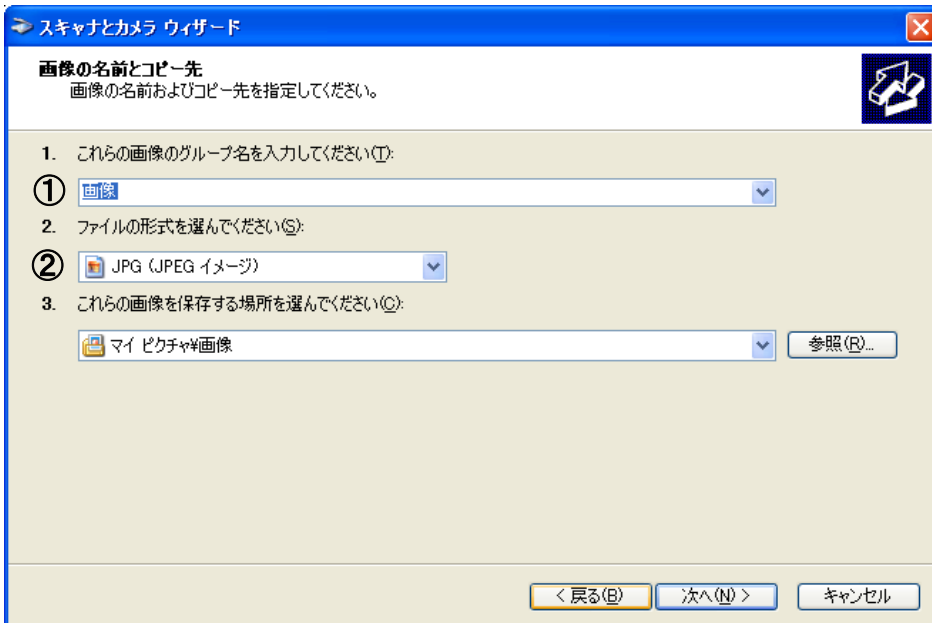 スキャナとカメラ ウィザード
画像の名前とコピー先
画像の名前およびコピー先を指定してください。
1. これらの画像のグループ名を入力してください(T):
① 画像
2. ファイルの形式を選んでください(S):
② JPG (JPEG イメージ)
3. これらの画像を保存する場所を選んでください(C):
マイ ピクチャ¥画像 参照(R)...
< 戻る(B) 次へ(N) > キャンセル